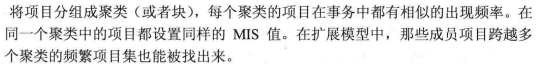 将项目分组成聚类（或者块），每个聚类的项目在事务中都有相似的出现频率。在
同一个聚类中的项目都设置同样的 MIS 值。在扩展模型中，那些成员项目跨越多
个聚类的频繁项目集也能被找出来。